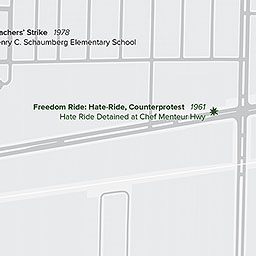 achers' Strike 1978
enry C. Schaumberg Elementary School
Freedom Ride: Hate-Ride, Counterprotest 1961
Hate Ride Detained at Chef Menteur Hwy